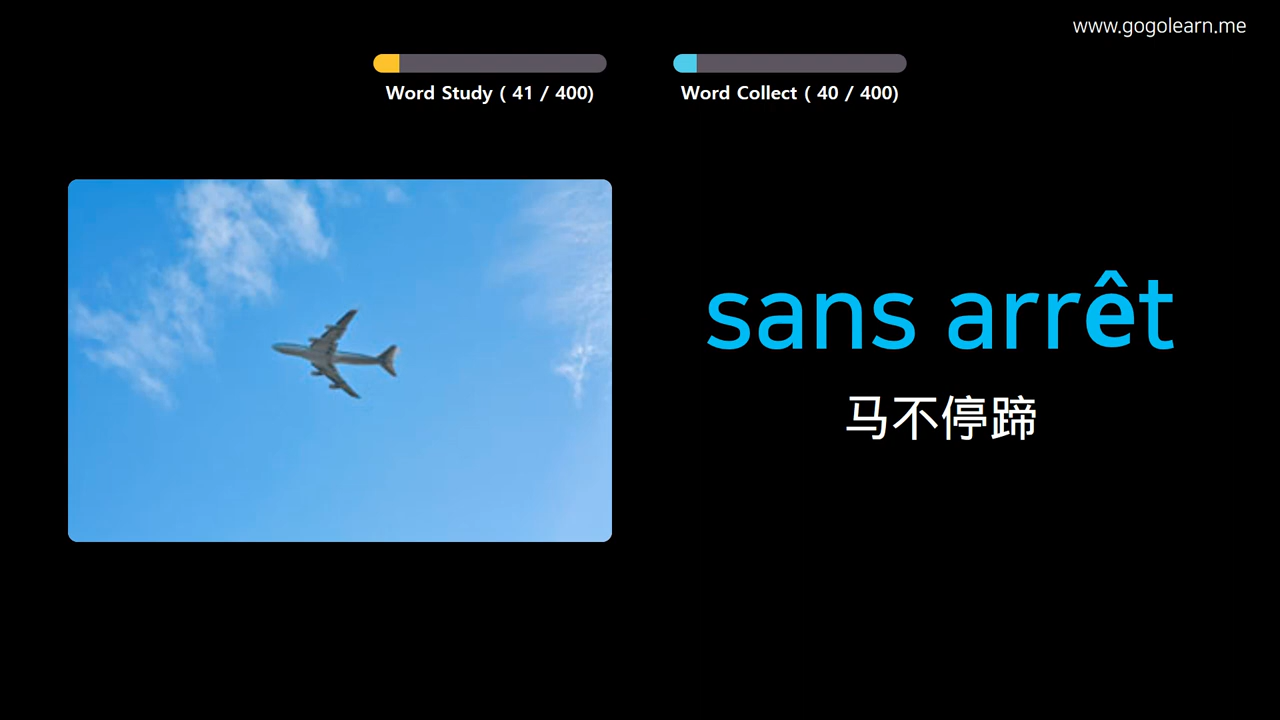 www.gogolearn.me
Word Study ( 41 / 400)
Word Collect ( 40 / 400)
sans arrêt
马不停蹄